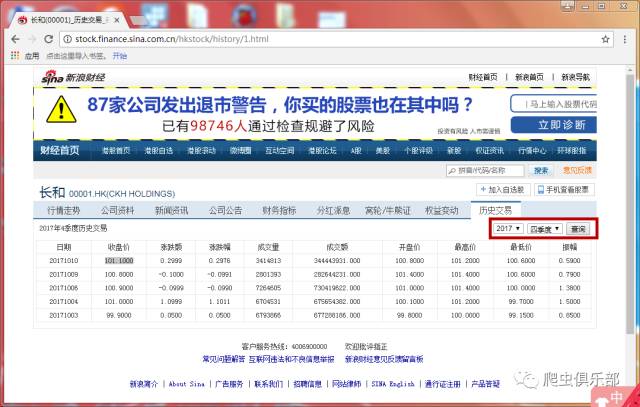 长和(00001)_历史交易_
stock.finance.sina.com.cn/hkstock/history/1.html
应用 点击这里导入书签。 开始
sina 新浪财经 财经首页 | 新浪首页 | 新浪导航
87家公司发出退市警告，你买的股票也在其中吗？
已有98746人通过检查规避了风险
投资有风险 入市需谨慎
马上输入股票代码
立即诊断
财经首页 港股首页 港股自选 港股滚动 微博圈 互动空间 港股论坛 A股 美股 个股评级 新股 权证资讯 行情中心 环球股指
拼音/代码/名称 搜索 意见反馈
长和 00001.HK(CKH HOLDINGS) + 加入自选股 手机查看股票
行情走势 公司资料 新闻资讯 公司公告 财务指标 分红派息 窝轮/牛熊证 权益变动 历史交易
2017年4季度历史交易 2017 四季度 查询
日期 收盘价 涨跌额 涨跌幅 成交量 成交额 开盘价 最高价 最低价 振幅
20171010 101.1000 0.2999 0.2976 3414813 344443931.000 100.8000 101.2000 100.6000 0.5900
20171009 100.8000 -0.1000 -0.0991 2801393 282644231.000 101.4000 101.4000 100.6000 0.7900
20171006 100.9000 -0.0999 -0.0990 7264605 730419622.000 101.0000 101.4000 100.0000 1.3800
20171004 101.0000 1.0999 1.1011 6704531 675654382.000 100.1000 101.2000 99.7000 1.5000
20171003 99.9000 0.0500 0.0500 6793866 677288186.000 100.2000 100.0000 99.1500 0.8500
客户服务热线：4006900000 欢迎批评指正
常见问题解答 互联网违法和不良信息举报 新浪财经意见反馈留言板
新浪简介 | About Sina | 广告服务 | 联系我们 | 招聘信息 | 网站律师 | SINA English | 通行证注册 | 产品答疑
爬虫俱乐部
中